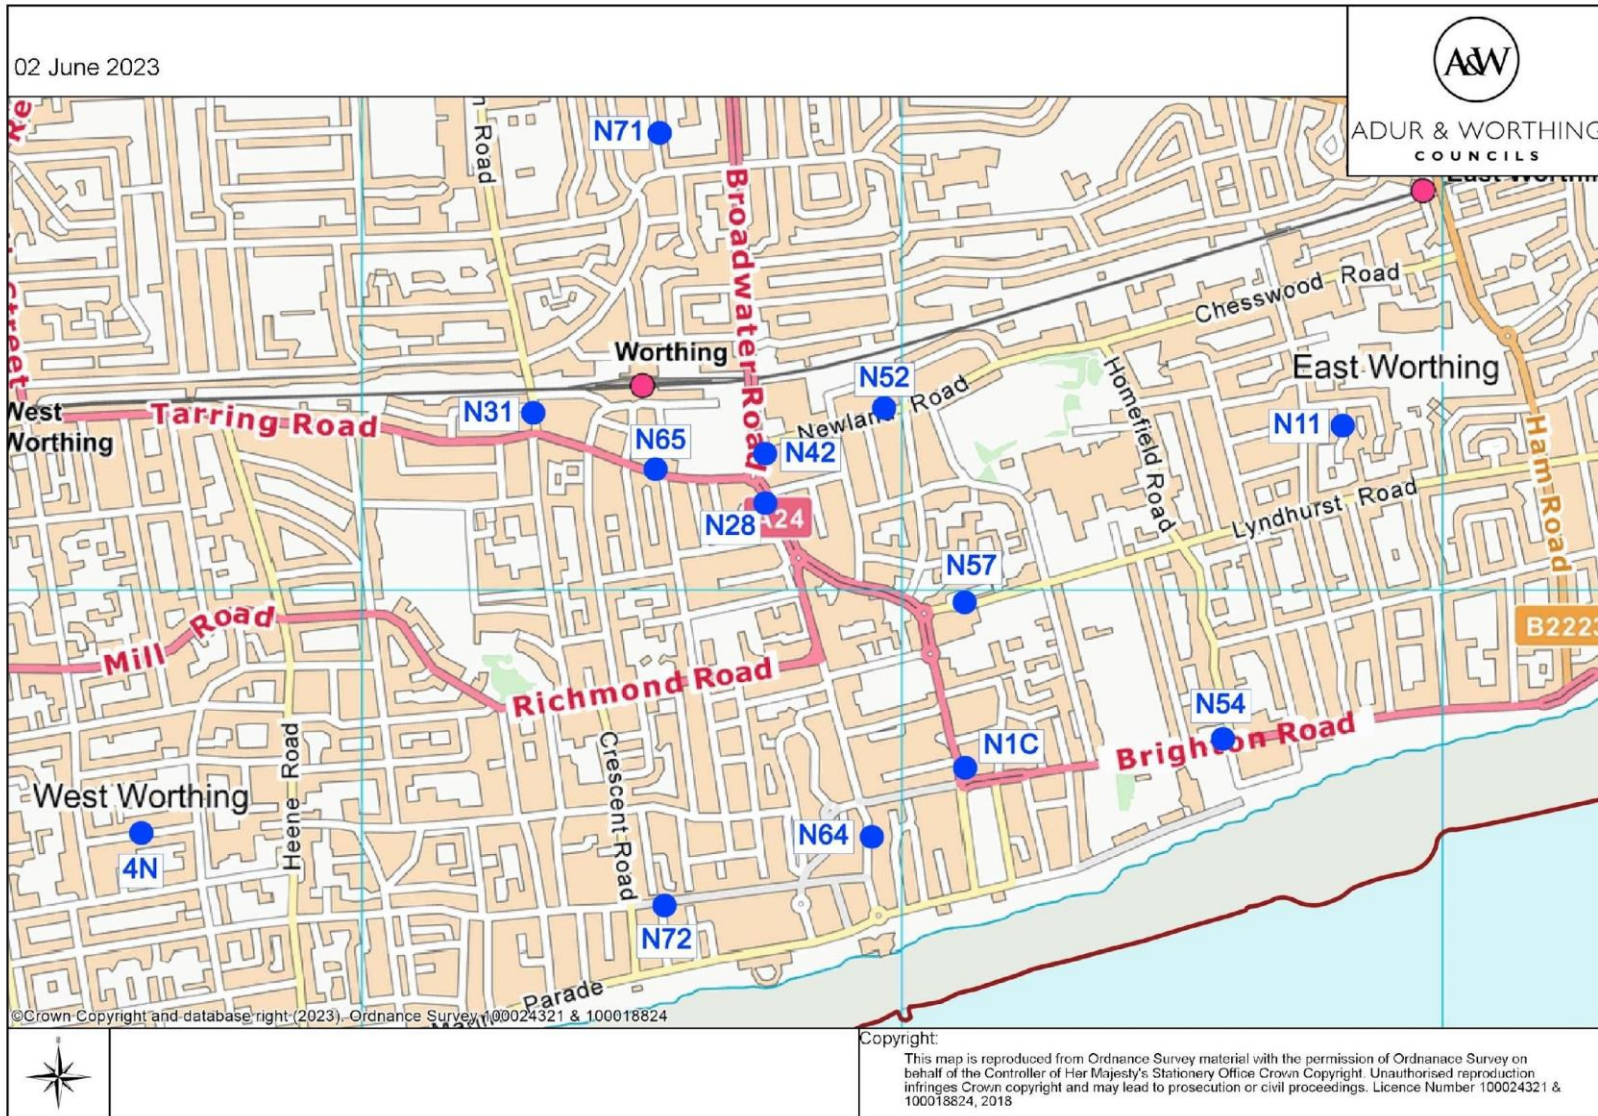 02 June 2023
A&W
ADUR & WORTHING
COUNCILS
N71
Road
Broadwater Road
Street
Chesswood Road
Worthing
East Worthing
West
Worthing
Tarring Road
N31
N52
Newland Road
N65
N42
N11
Homefield Road
Ham Road
N28
A24
Lyndhurst Road
N57
Mill Road
B2223
Richmond Road
N54
N1C
Brighton Road
Heene Road
Crescent Road
West Worthing
4N
N64
N72
Parade
©Crown Copyright and database right (2023). Ordnance Survey 100024321 & 100018824
Copyright:
This map is reproduced from Ordnance Survey material with the permission of Ordnanace Survey on
behalf of the Controller of Her Majesty's Stationery Office Crown Copyright. Unauthorised reproduction
infringes Crown copyright and may lead to prosecution or civil proceedings. Licence Number 100024321 &
100018824, 2018